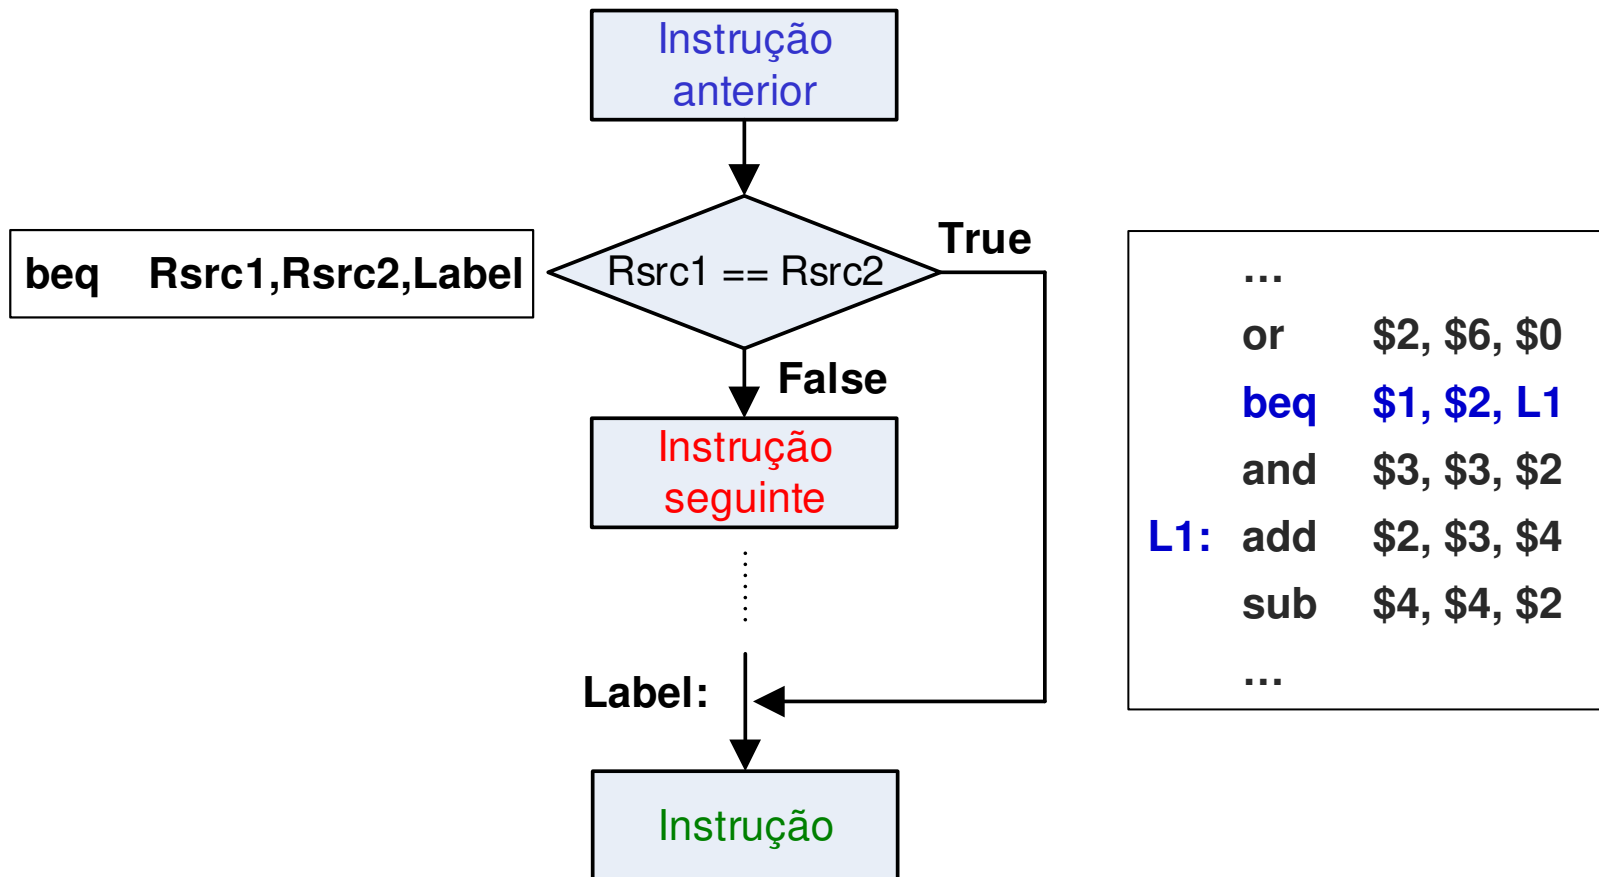 Instrução
anterior
beq Rsrc1,Rsrc2,Label
Rsrc1 == Rsrc2
True
False
Instrução
seguinte
Label:
Instrução
...
or $2, $6, $0
beq $1, $2, L1
and $3, $3, $2
L1: add $2, $3, $4
sub $4, $4, $2
...